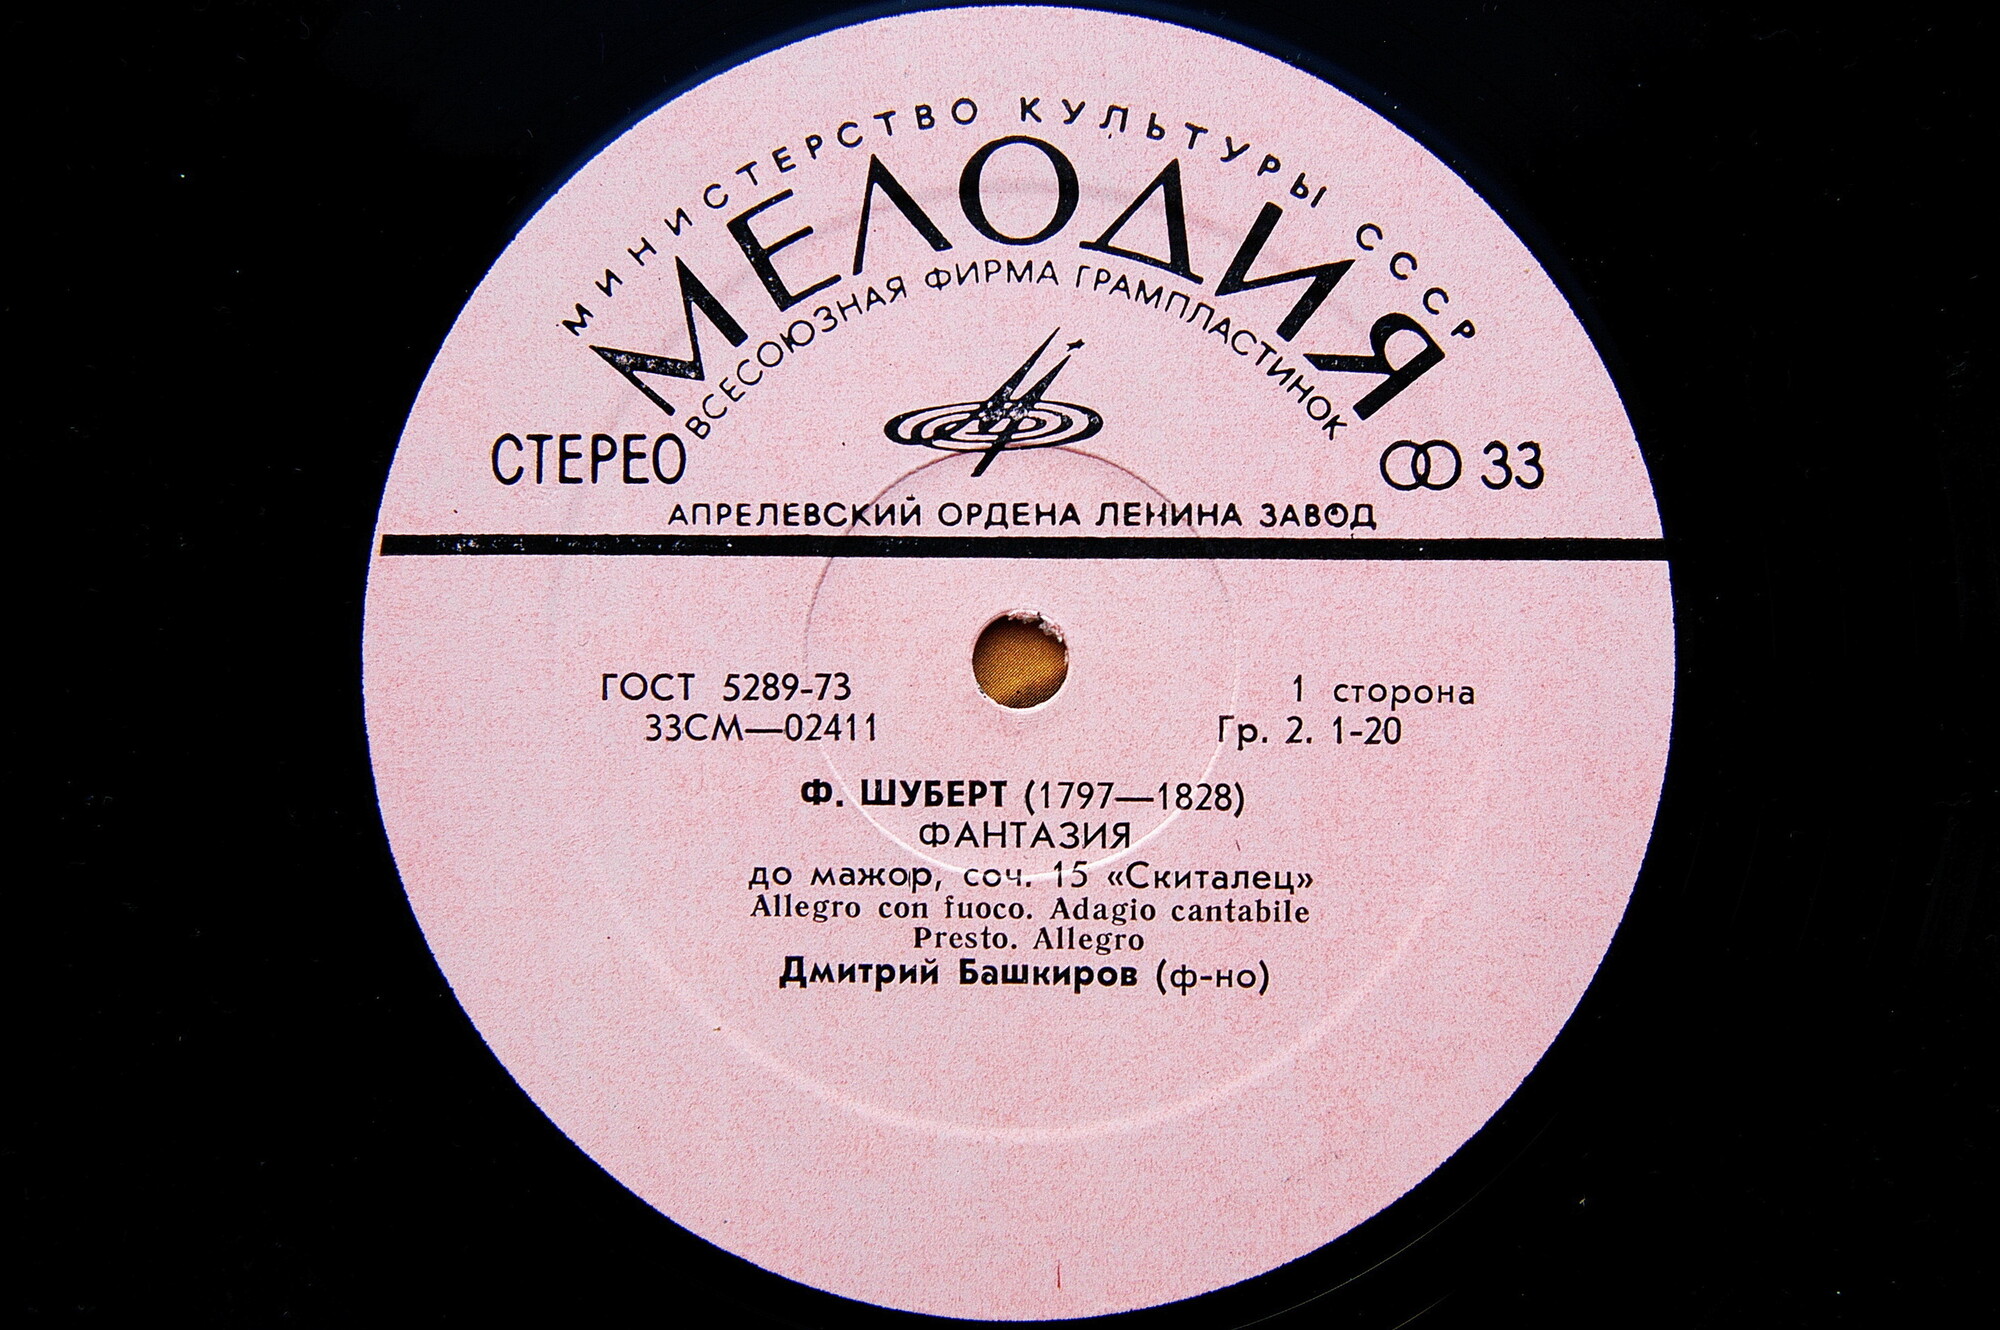 МИНИСТЕРСТВО КУЛЬТУРЫ СССР
МЕЛОДИЯ
ВСЕСОЮЗНАЯ ФИРМА ГРАМПЛАСТИНОК
СТЕРЕО
33
АПРЕЛЕВСКИЙ ОРДЕНА ЛЕНИНА ЗАВОД
ГОСТ 5289-73
33СМ—02411
1 сторона
Гр. 2. 1-20
Ф. ШУБЕРТ (1797—1828)
ФАНТАЗИЯ
до мажор, соч. 15 «Скиталец»
Allegro con fuoco. Adagio cantabile
Presto. Allegro
Дмитрий Башкиров (ф-но)